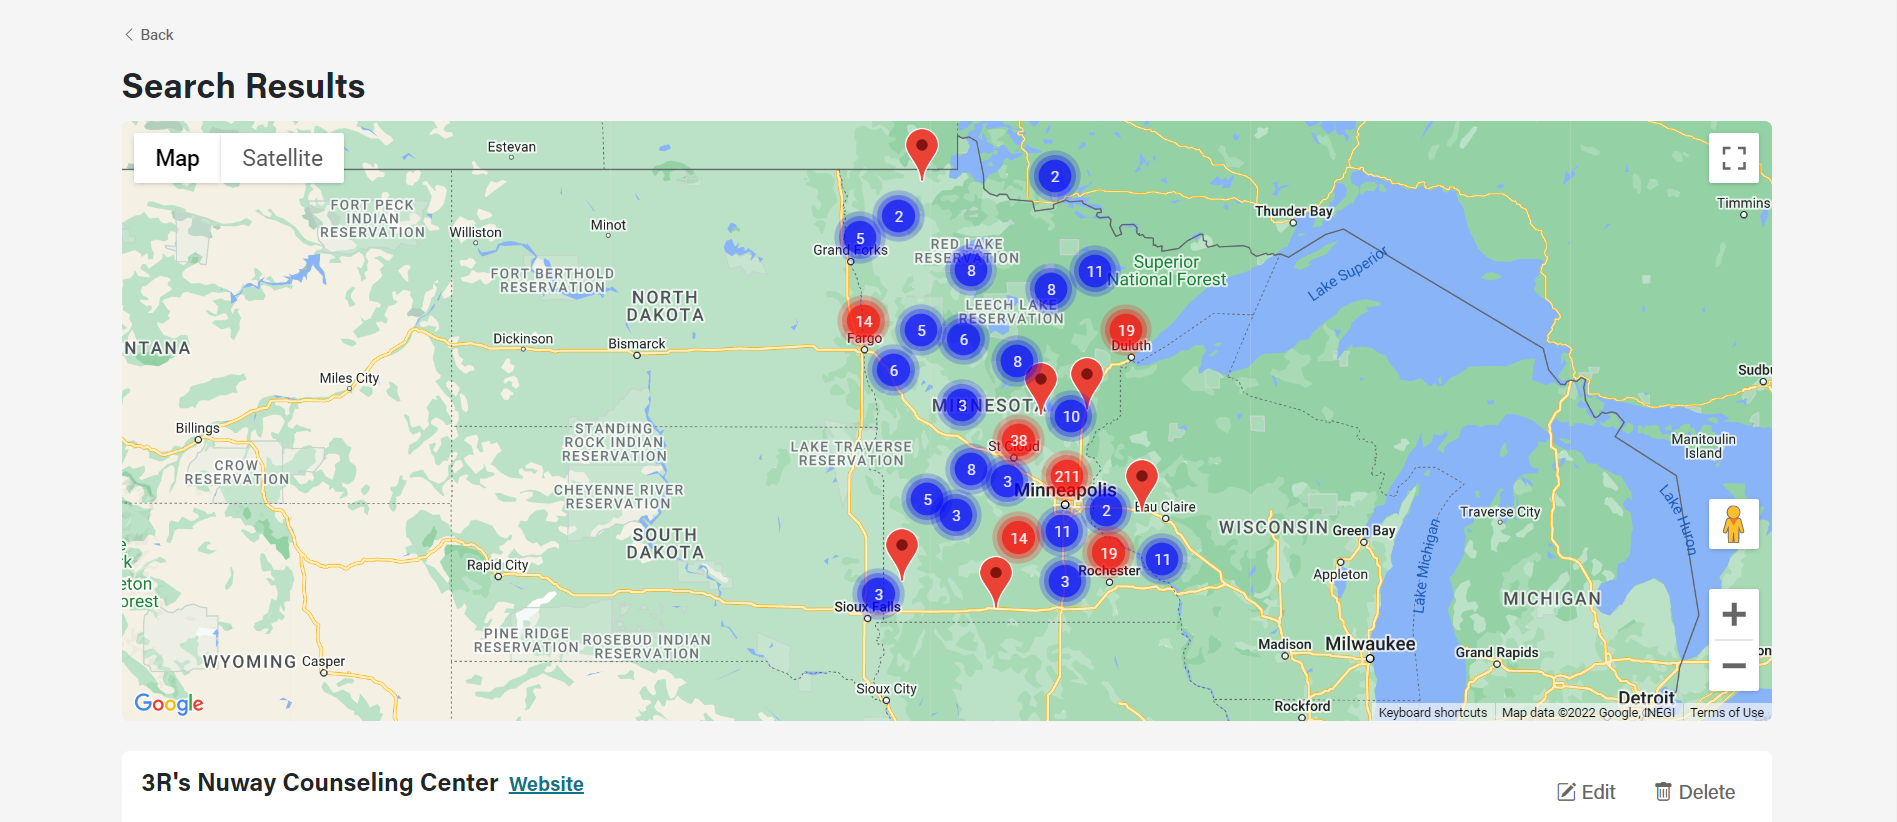 Back
Search Results
Map
Satellite
Estevan
2
Thunder Bay
Timmins
FORT PECK
INDIAN
RESERVATION
Williston
Minot
2
5
Grand Forks
RED LAKE
RESERVATION
8
11
8
Superior
National Forest
Lake Superior
FORT BERTHOLD
RESERVATION
NORTH
DAKOTA
LEECH LAKE
RESERVATION
14
Fargo
5
6
19
Duluth
NTANA
Dickinson
Bismarck
Miles City
6
8
Sudb
3
MINNESOTA
10
Billings
STANDING
ROCK INDIAN
RESERVATION
LAKE TRAVERSE
RESERVATION
38
St Cloud
Manitoulin
Island
CROW
RESERVATION
8
3
211
Minneapolis
CHEYENNE RIVER
RESERVATION
5
3
2
Eau Claire
Lake Huron
Traverse City
WISCONSIN
Green Bay
Lake Michigan
SOUTH
DAKOTA
14
11
19
Rochester
11
Rapid City
Appleton
k
eton
orest
3
Sioux Falls
3
MICHIGAN
PINE RIDGE
RESERVATION
ROSEBUD INDIAN
RESERVATION
WYOMING
Casper
Madison
Milwaukee
Grand Rapids
on
Sioux City
Rockford
Detroit
Google
Keyboard shortcuts
Map data ©2022 Google, INEGI
Terms of Use
3R's Nuway Counseling Center
Website
Edit
Delete